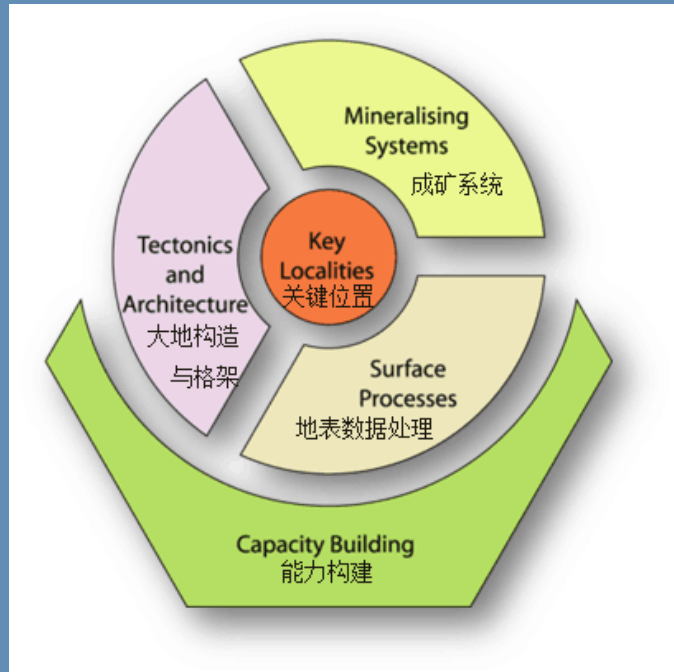 Mineralising
Systems
成矿系统
Tectonics
and
Architecture
大地构造
与格架
Key
Localities
关键位置
Surface
Processes
地表数据处理
Capacity Building
能力构建